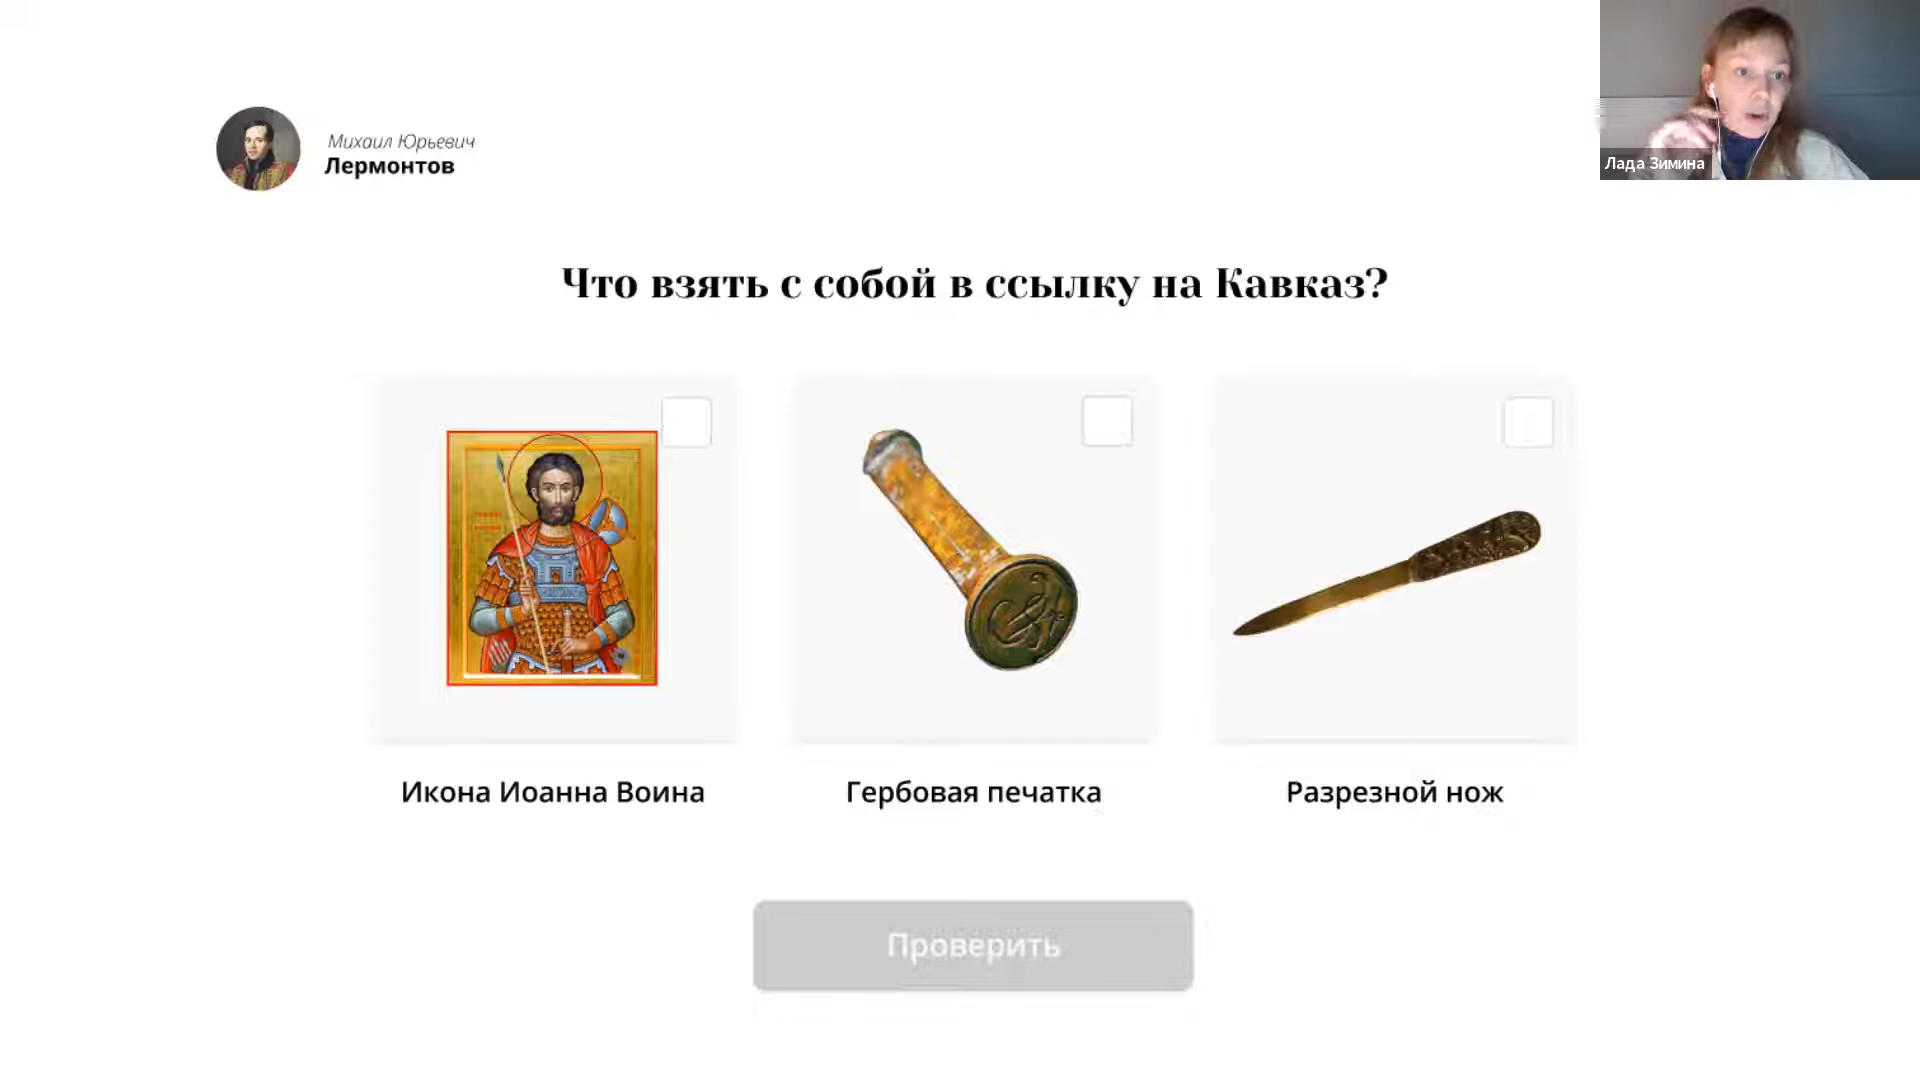 Михаил Юрьевич
Лермонтов
Лада Зимина
Что взять с собой в ссылку на Кавказ?
Икона Иоанна Воина
Гербовая печатка
Разрезной нож
Проверить